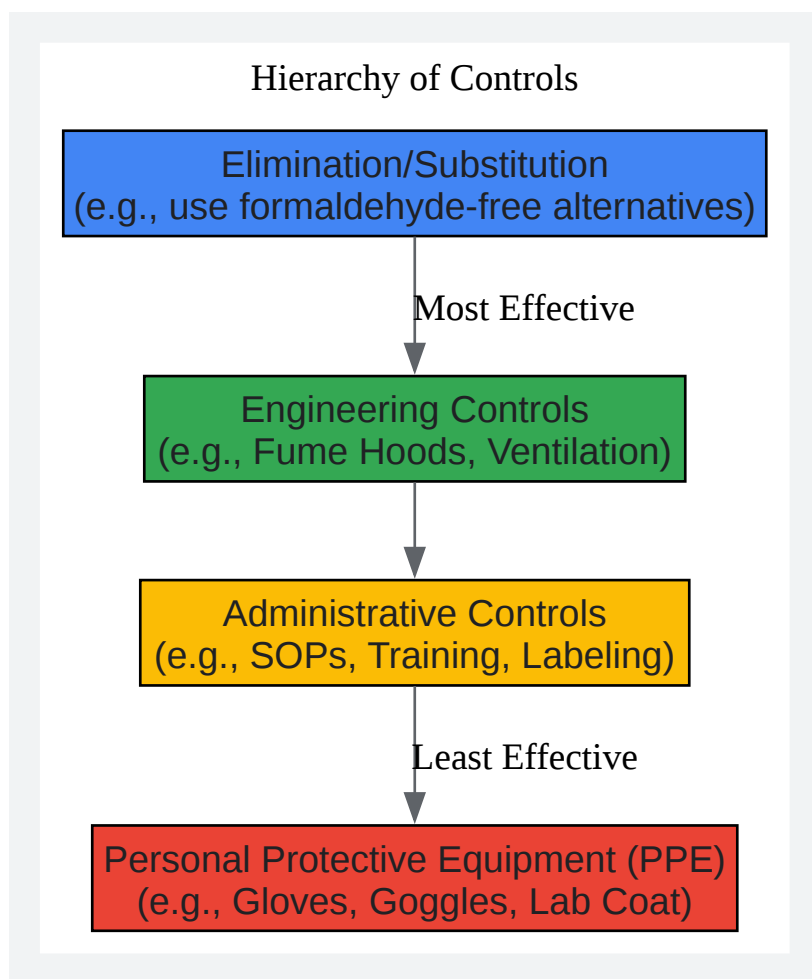 Hierarchy of Controls
Elimination/Substitution
(e.g., use formaldehyde-free alternatives)
Most Effective
Engineering Controls
(e.g., Fume Hoods, Ventilation)
Administrative Controls
(e.g., SOPs, Training, Labeling)
Least Effective
Personal Protective Equipment (PPE)
(e.g., Gloves, Goggles, Lab Coat)